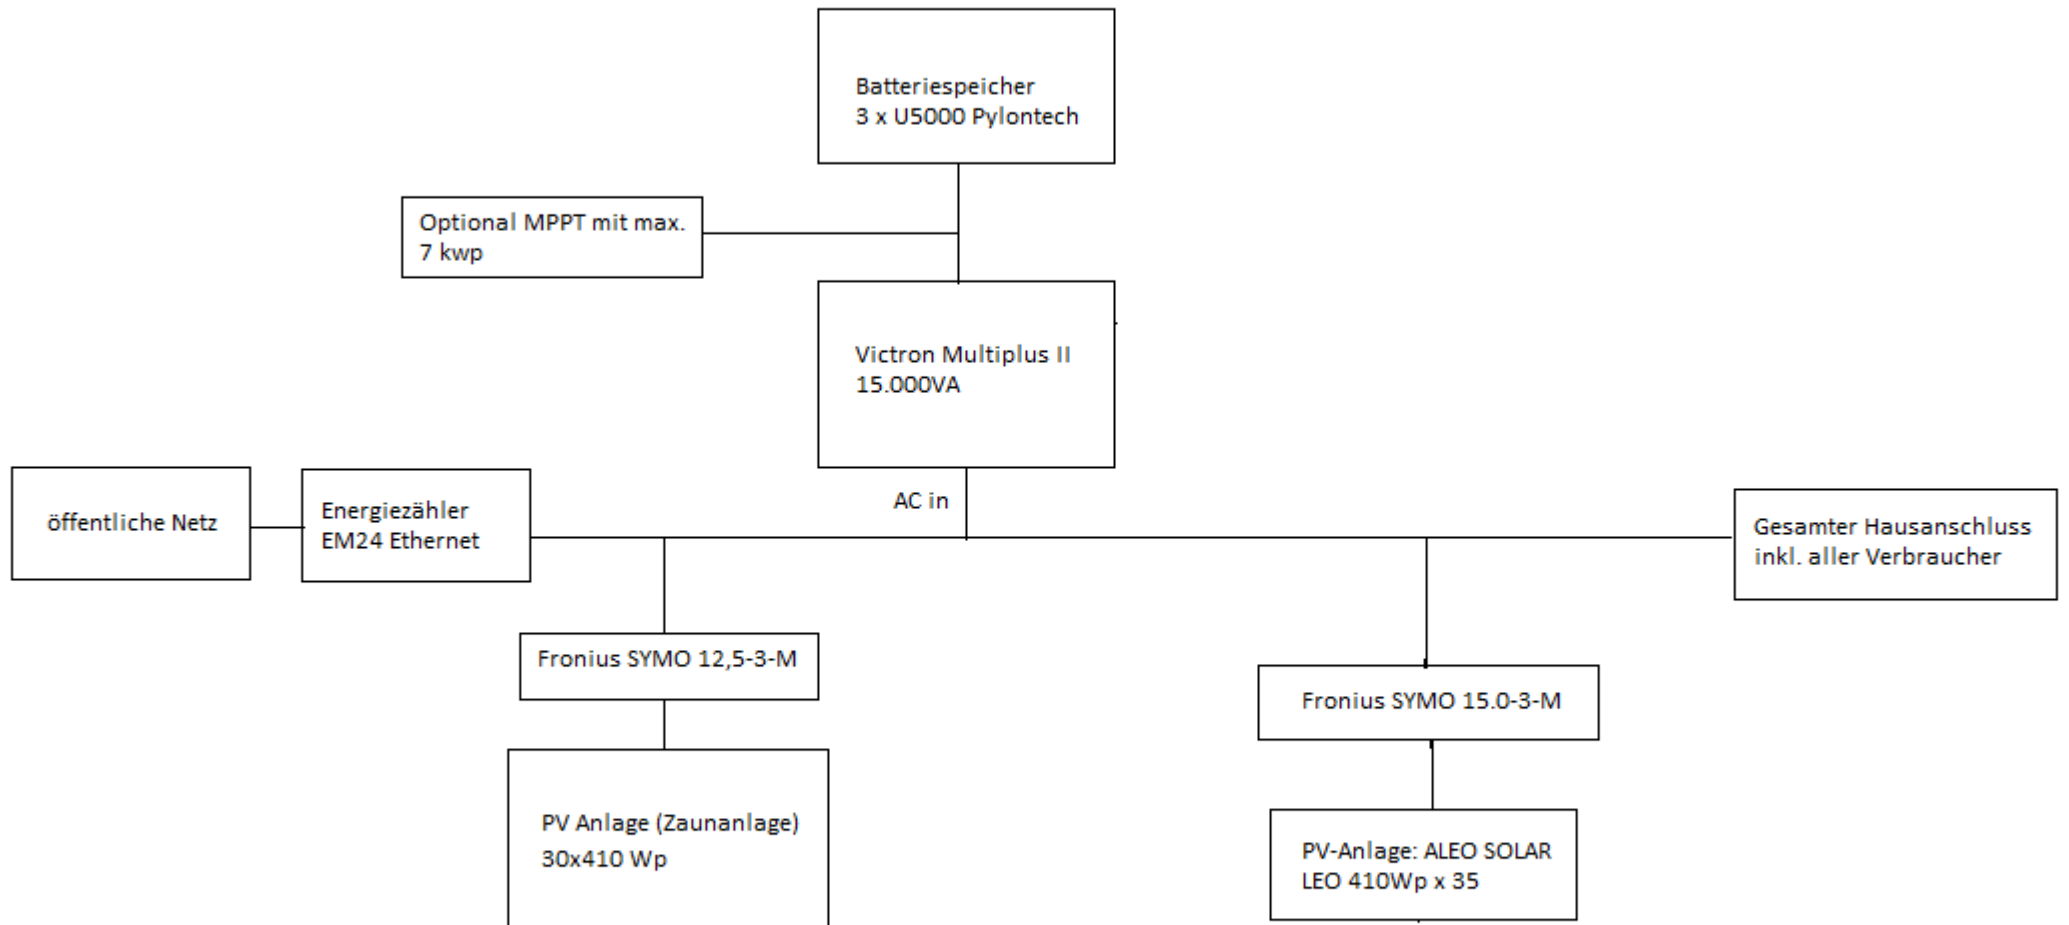 Batteriespeicher
3 x U5000 Pylontech
Optional MPPT mit max.
7 kwp
Victron Multiplus II
15.000VA
AC in
öffentliche Netz
Energiezähler
EM24 Ethernet
Gesamter Hausanschluss
inkl. aller Verbraucher
Fronius SYMO 12,5-3-M
Fronius SYMO 15.0-3-M
PV Anlage (Zaunanlage)
30x410 Wp
PV-Anlage: ALEO SOLAR
LEO 410Wp x 35